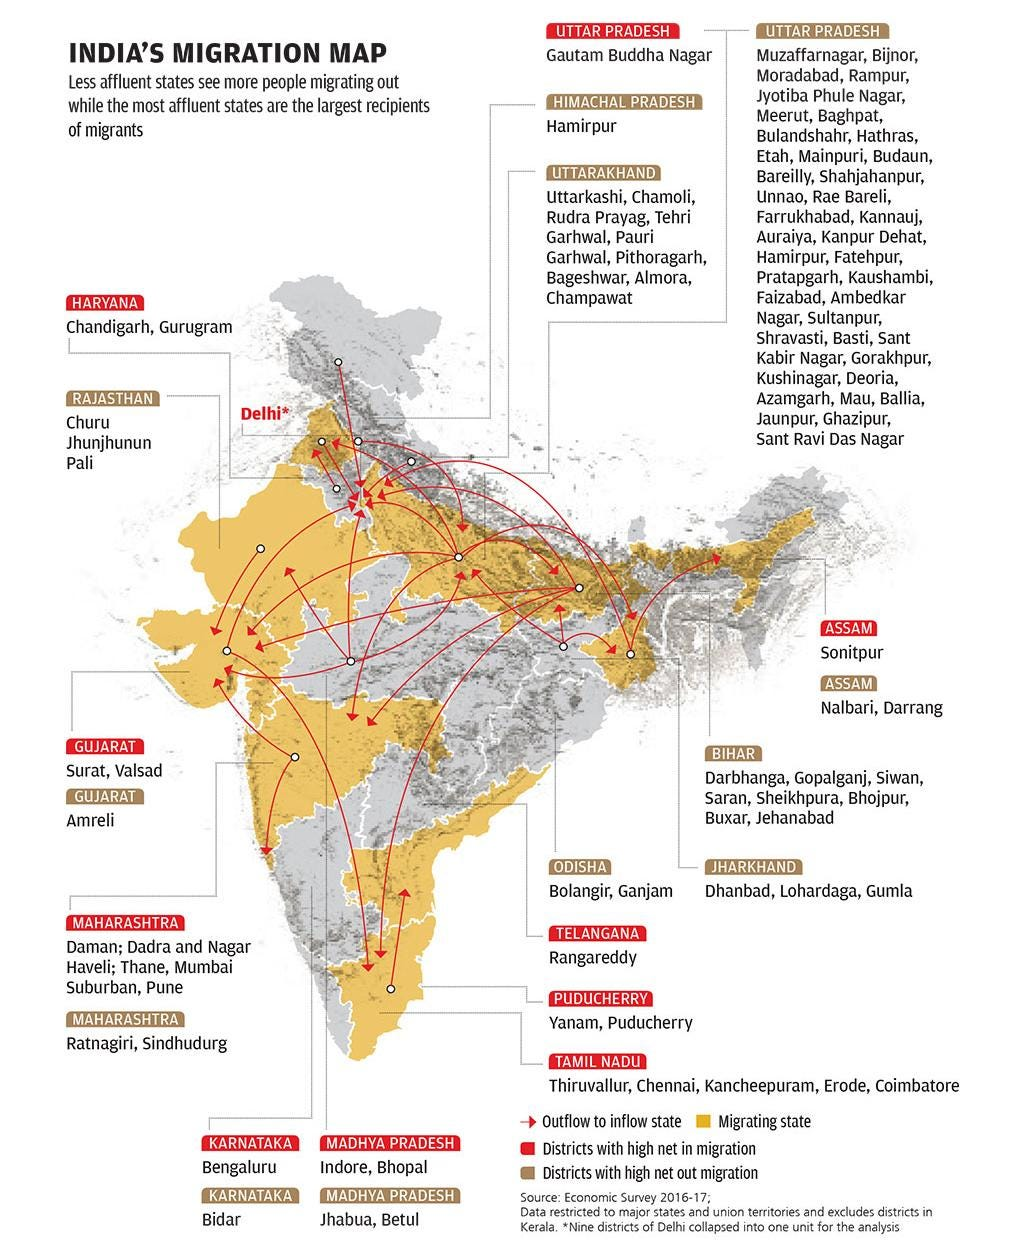 INDIA'S MIGRATION MAP
Less affluent states see more people migrating out
while the most affluent states are the largest recipients
of migrants
UTTAR PRADESH
Gautam Buddha Nagar
HIMACHAL PRADESH
Hamirpur
UTTARAKHAND
Uttarkashi, Chamoli,
Rudra Prayag, Tehri
Garhwal, Pauri
Garhwal, Pithoragarh,
Bageshwar, Almora,
Champawat
UTTAR PRADESH
Muzaffarnagar, Bijnor,
Moradabad, Rampur,
Jyotiba Phule Nagar,
Meerut, Baghpat,
Bulandshahr, Hathras,
Etah, Mainpuri, Budaun,
Bareilly, Shahjahanpur,
Unnao, Rae Bareli,
Farrukhabad, Kannauj,
Auraiya, Kanpur Dehat,
Hamirpur, Fatehpur,
Pratapgarh, Kaushambi,
Faizabad, Ambedkar
Nagar, Sultanpur,
Shravasti, Basti, Sant
Kabir Nagar, Gorakhpur,
Kushinagar, Deoria,
Azamgarh, Mau, Ballia,
Jaunpur, Ghazipur,
Sant Ravi Das Nagar
HARYANA
Chandigarh, Gurugram
RAJASTHAN
Churu
Jhunjhunun
Pali
Delhi*
ASSAM
Sonitpur
ASSAM
Nalbari, Darrang
GUJARAT
Surat, Valsad
GUJARAT
Amreli
BIHAR
Darbhanga, Gopalganj, Siwan,
Saran, Sheikhpura, Bhojpur,
Buxar, Jehanabad
ODISHA
Bolangir, Ganjam
JHARKHAND
Dhanbad, Lohardaga, Gumla
MAHARASHTRA
Daman; Dadra and Nagar
Haveli; Thane, Mumbai
Suburban, Pune
MAHARASHTRA
Ratnagiri, Sindhudurg
TELANGANA
Rangareddy
PUDUCHERRY
Yanam, Puducherry
TAMIL NADU
Thiruvallur, Chennai, Kancheepuram, Erode, Coimbatore
KARNATAKA
Bengaluru
KARNATAKA
Bidar
MADHYA PRADESH
Indore, Bhopal
MADHYA PRADESH
Jhabua, Betul
Outflow to inflow state
Migrating state
Districts with high net in migration
Districts with high net out migration
Source: Economic Survey 2016-17;
Data restricted to major states and union territories and excludes districts in
Kerala. *Nine districts of Delhi collapsed into one unit for the analysis